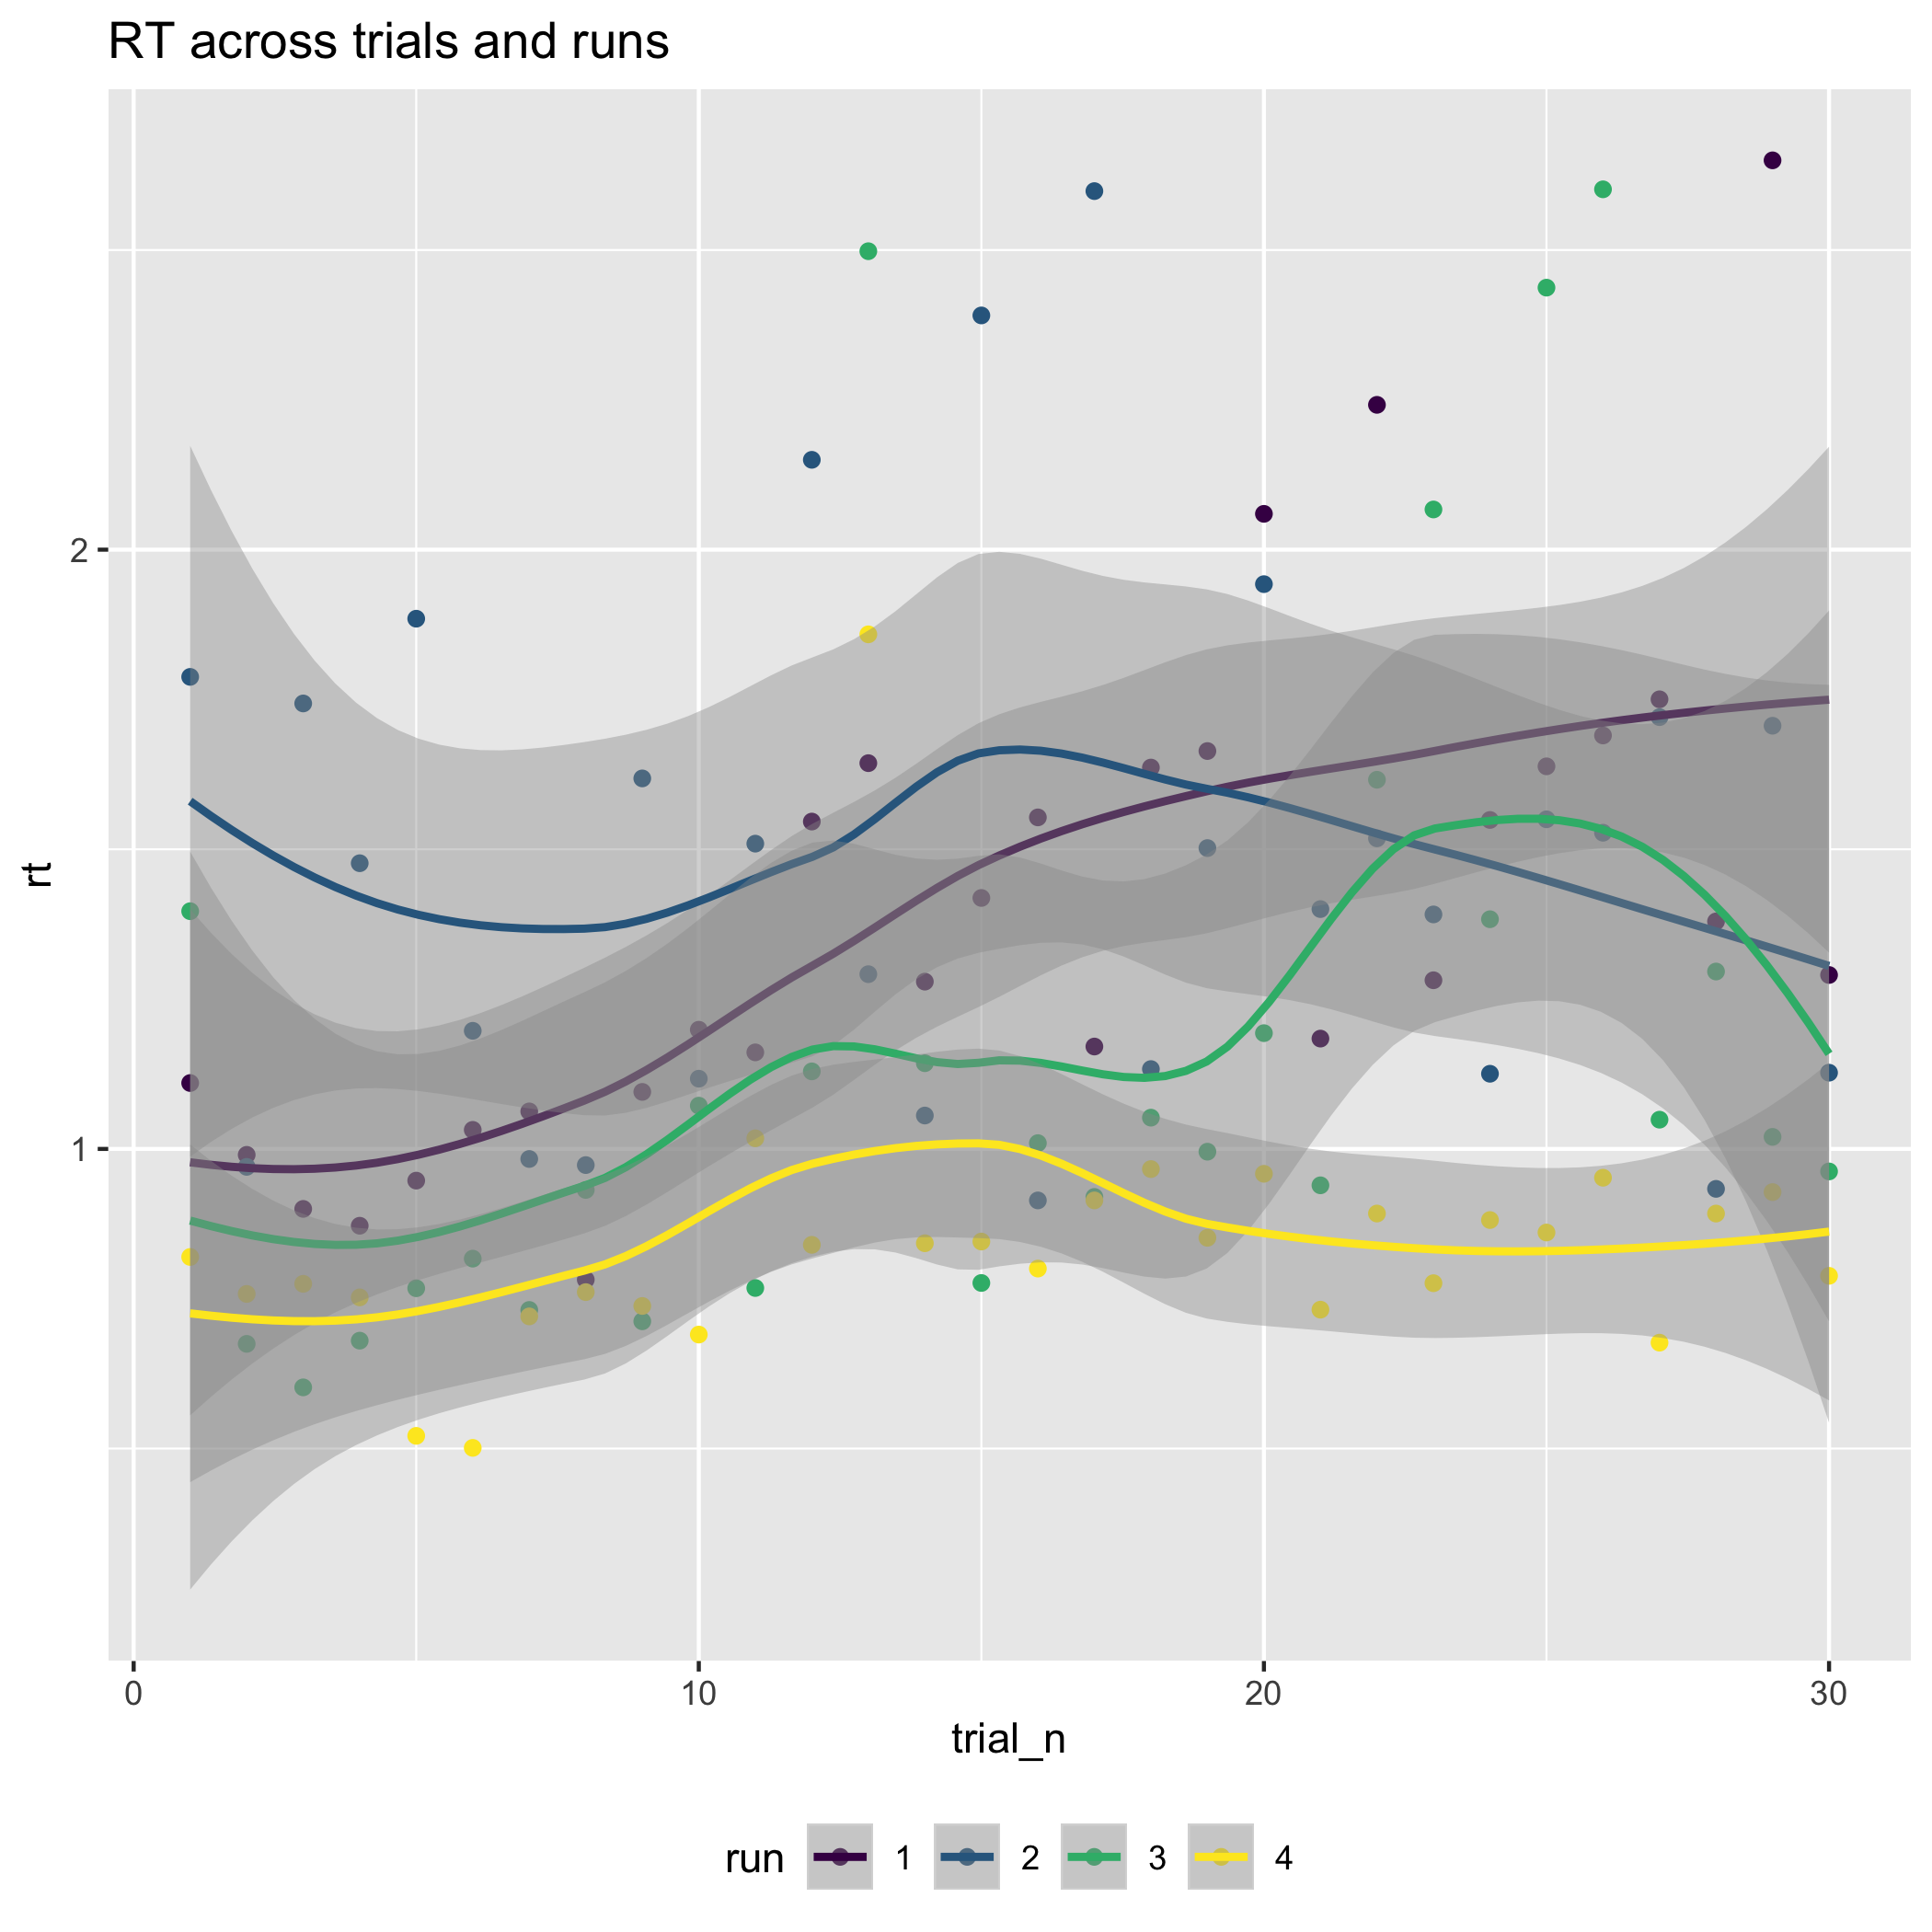 RT across trials and runs
2
1
rt
0 10 20 30
trial_n
run 1 2 3 4